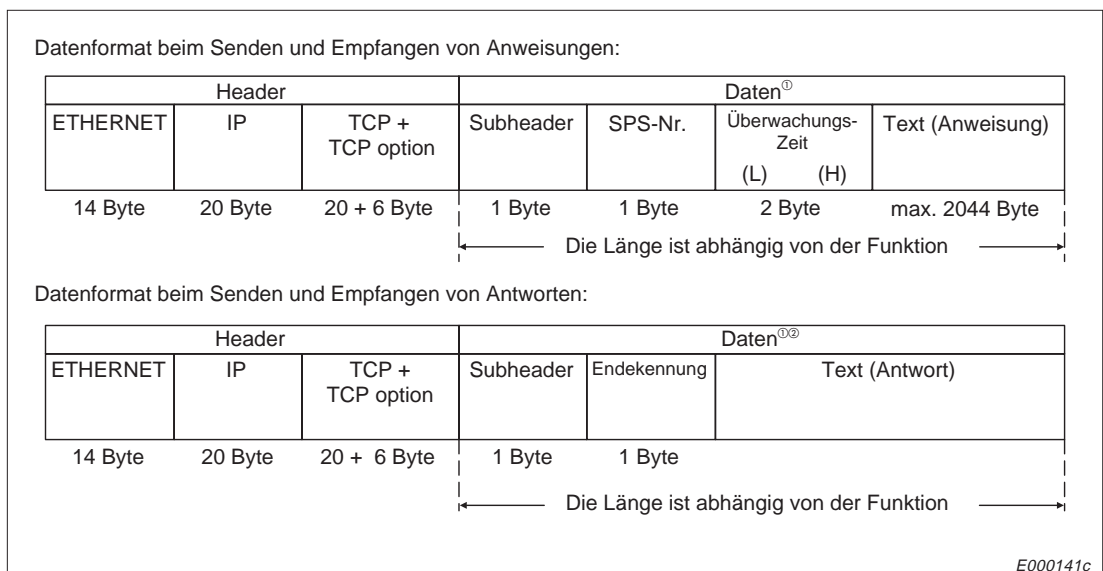 Datenformat beim Senden und Empfangen von Anweisungen:
Header Daten①
ETHERNET IP TCP + TCP option Subheader SPS-Nr. Überwachungs-Zeit (L) (H) Text (Anweisung)
14 Byte 20 Byte 20 + 6 Byte 1 Byte 1 Byte 2 Byte max. 2044 Byte
Die Länge ist abhängig von der Funktion
Datenformat beim Senden und Empfangen von Antworten:
Header Daten①②
ETHERNET IP TCP + TCP option Subheader Endekennung Text (Antwort)
14 Byte 20 Byte 20 + 6 Byte 1 Byte 1 Byte
Die Länge ist abhängig von der Funktion
E000141c